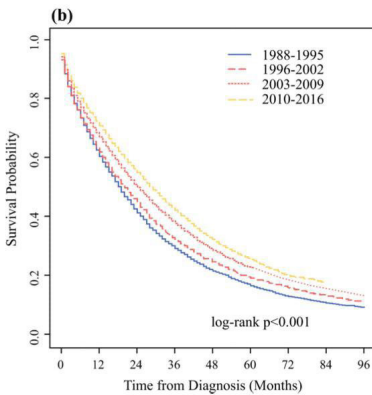 (b)
1.0
0.8
0.6
0.4
0.2
0.0
Survival Probability
1988-1995
1996-2002
2003-2009
2010-2016
log-rank p<0.001
0 12 24 36 48 60 72 84 96
Time from Diagnosis (Months)